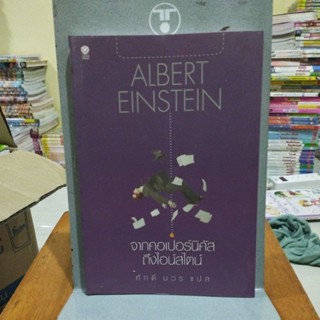 ALBERT
EINSTEIN
จากคอเปอร์นิคัส
ถึงไอน์สไตน์
ศักดิ์ บวร แปล